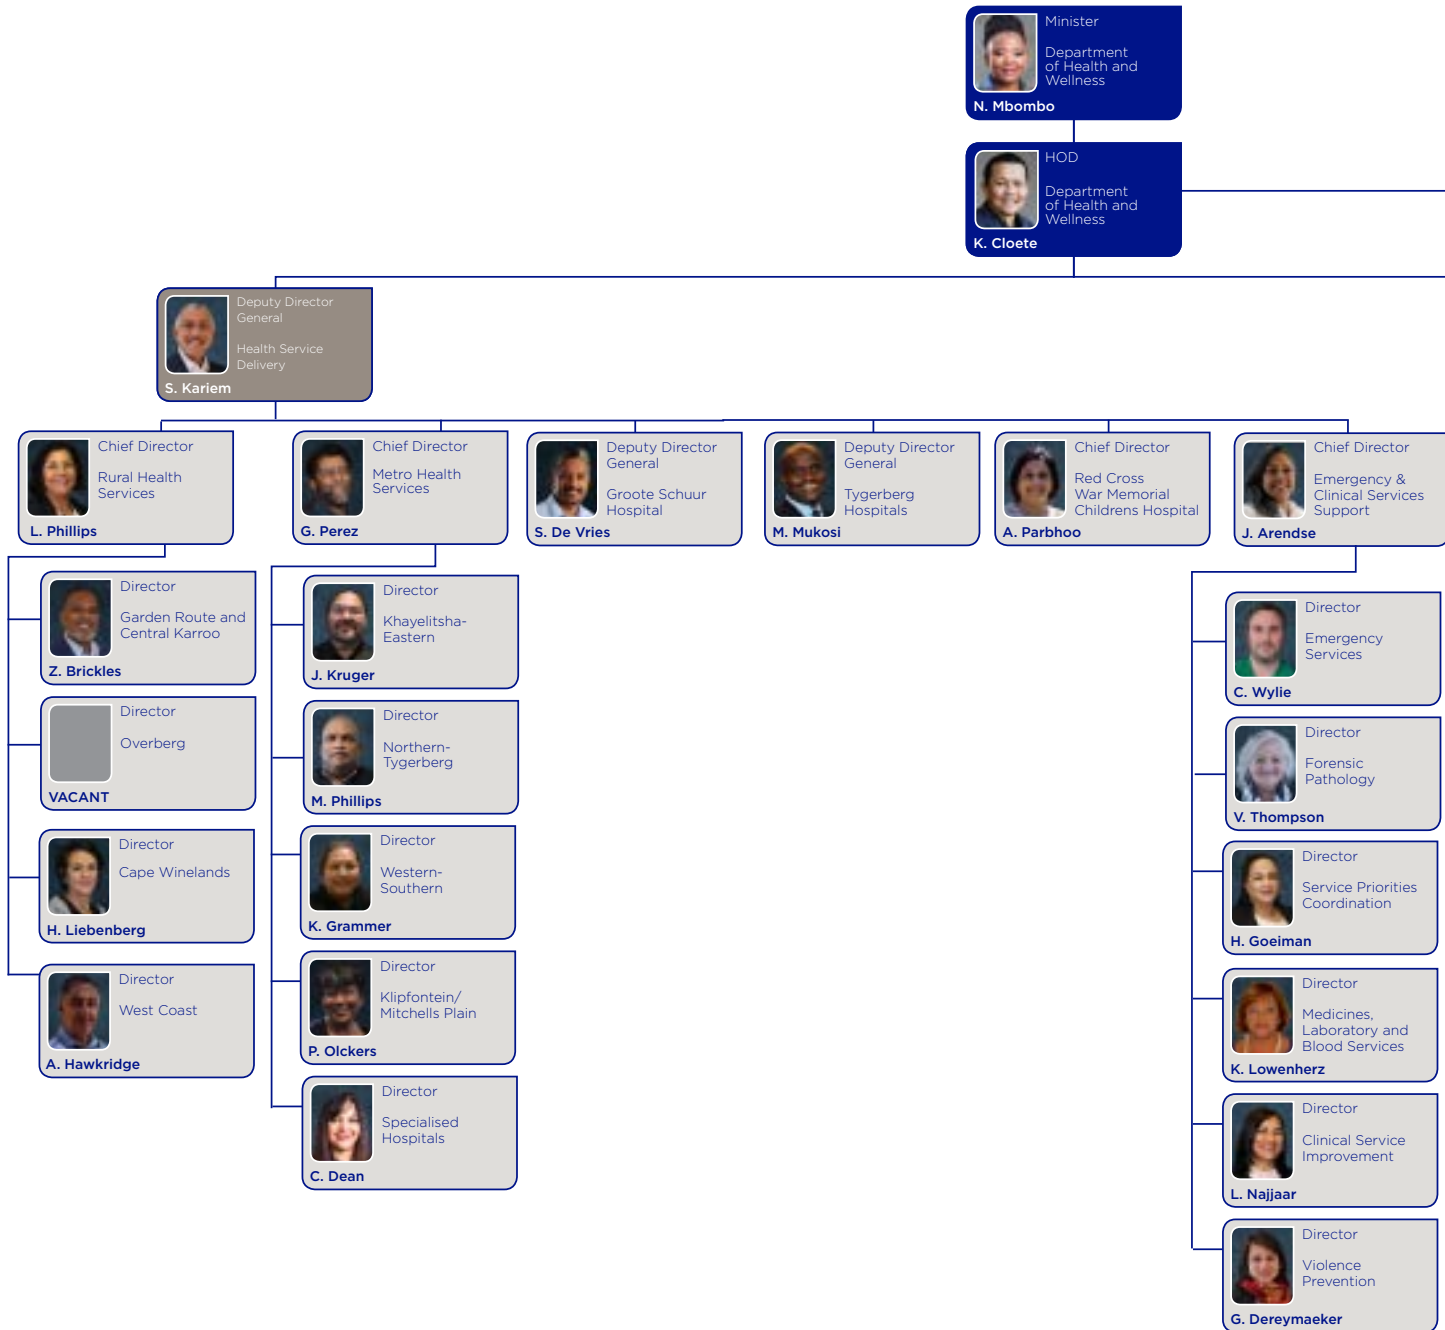 Minister
Department
of Health and
Wellness
N. Mbombo
HOD
Department
of Health and
Wellness
K. Cloete
Deputy Director
General
Health Service
Delivery
S. Kariem
Chief Director
Rural Health
Services
L. Phillips
Chief Director
Metro Health
Services
G. Perez
Deputy Director
General
Groote Schuur
Hospital
S. De Vries
Deputy Director
General
Tygerberg
Hospitals
M. Mukosi
Chief Director
Red Cross
War Memorial
Childrens Hospital
A. Parbhoo
Chief Director
Emergency &
Clinical Services
Support
J. Arendse
Director
Garden Route and
Central Karroo
Z. Brickles
Director
Overberg
VACANT
Director
Cape Winelands
H. Liebenberg
Director
West Coast
A. Hawkridge
Director
Khayelitsha-
Eastern
J. Kruger
Director
Northern-
Tygerberg
M. Phillips
Director
Western-
Southern
K. Grammer
Director
Klipfontein/
Mitchells Plain
P. Olckers
Director
Specialised
Hospitals
C. Dean
Director
Emergency
Services
C. Wylie
Director
Forensic
Pathology
V. Thompson
Director
Service Priorities
Coordination
H. Goeiman
Director
Medicines,
Laboratory and
Blood Services
K. Lowenherz
Director
Clinical Service
Improvement
L. Najjaar
Director
Violence
Prevention
G. Dereymaeker